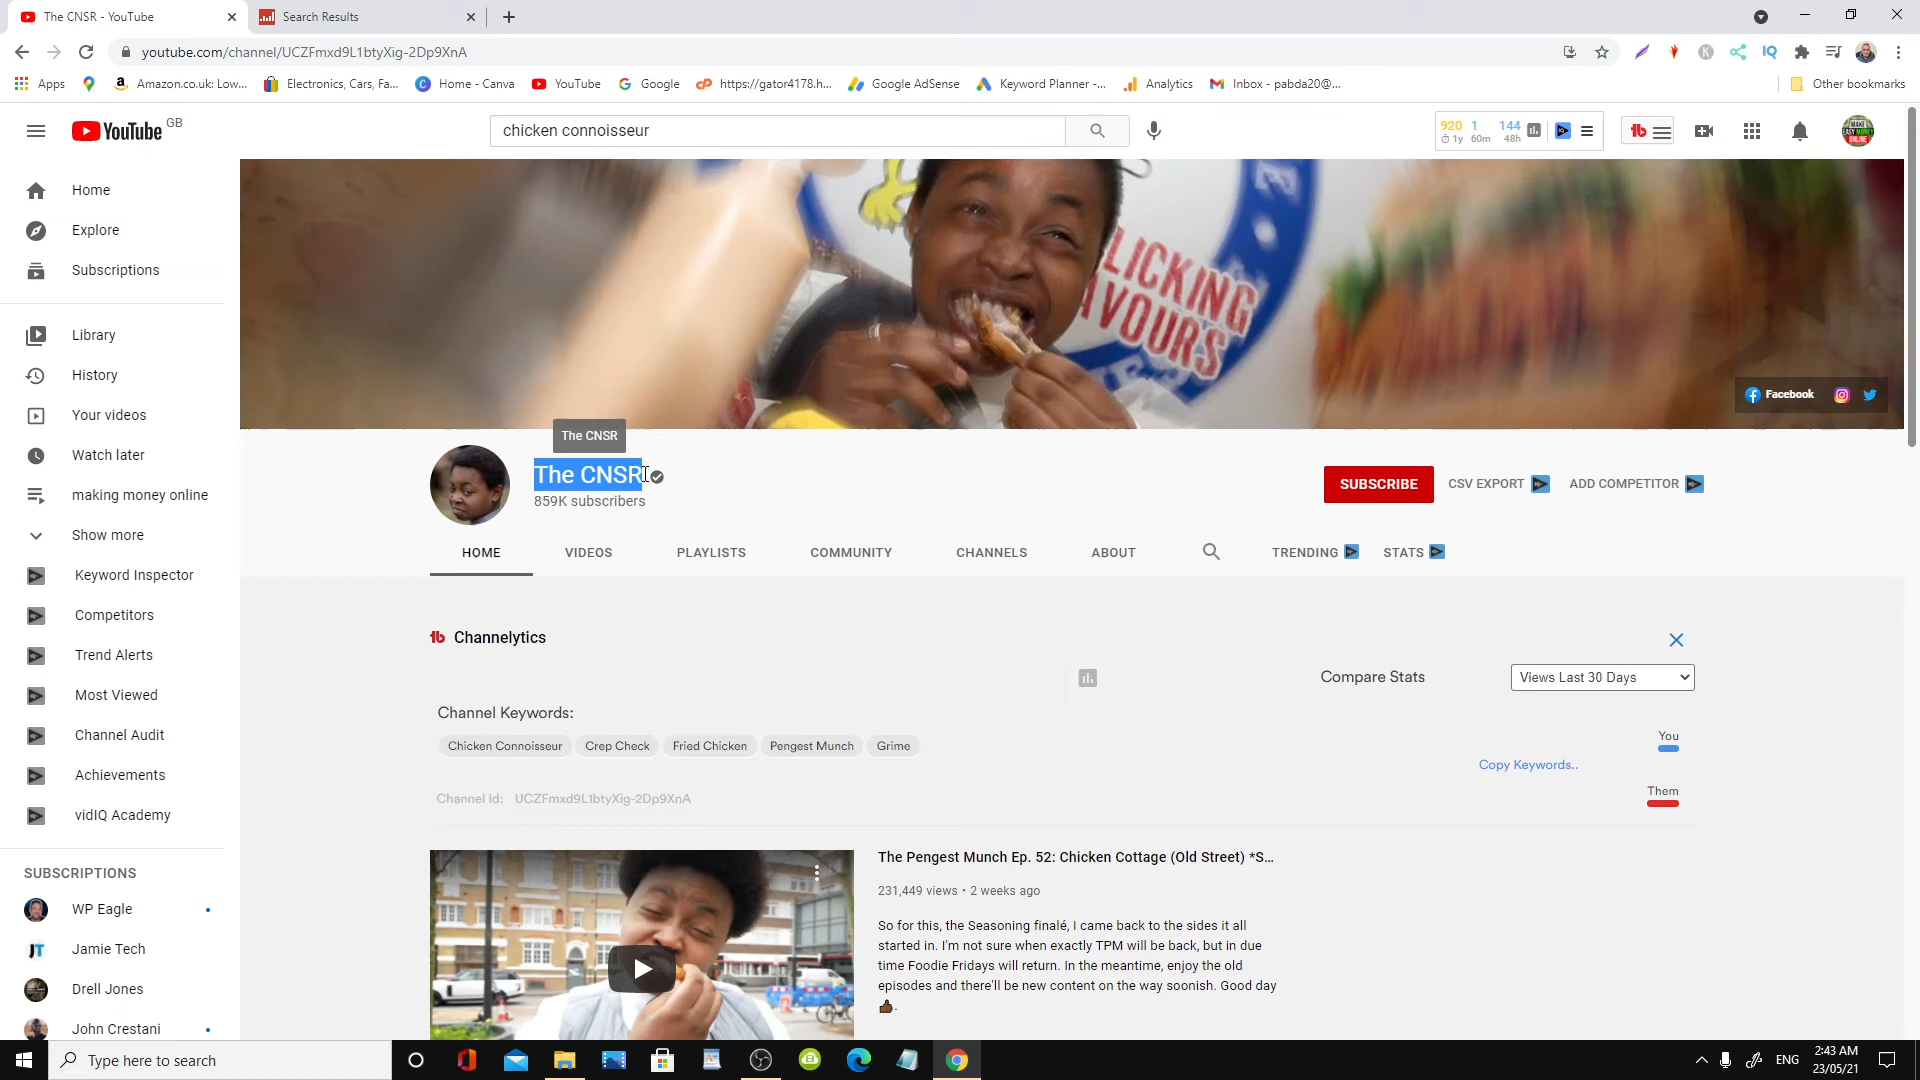 The CNSR - YouTube
Search Results
youtube.com/channel/UCZFmxd9L1btyXig-2Dp9XnA
Apps
Amazon.co.uk: Low...
Electronics, Cars, Fa...
Home - Canva
YouTube
Google
https://gator4178.h...
Google AdSense
Keyword Planner -...
Analytics
Inbox - pabda20@...
Other bookmarks
YouTube GB
chicken connoisseur
920 1 144
1y 60m 48h
MAKE EASY MONEY ONLINE
Home
Explore
Subscriptions
Library
History
Your videos
Watch later
making money online
Show more
Keyword Inspector
Competitors
Trend Alerts
Most Viewed
Channel Audit
Achievements
vidIQ Academy
SUBSCRIPTIONS
WP Eagle
Jamie Tech
Drell Jones
John Crestani
LICKING
AVOURS
Facebook
The CNSR
The CNSR
859K subscribers
SUBSCRIBE
CSV EXPORT
ADD COMPETITOR
HOME
VIDEOS
PLAYLISTS
COMMUNITY
CHANNELS
ABOUT
TRENDING
STATS
Channelytics
Compare Stats
Views Last 30 Days
Channel Keywords:
Chicken Connoisseur
Crep Check
Fried Chicken
Pengest Munch
Grime
You
Copy Keywords..
Them
Channel Id: UCZFmxd9L1btyXig-2Dp9XnA
The Pengest Munch Ep. 52: Chicken Cottage (Old Street) *S...
231,449 views • 2 weeks ago
So for this, the Seasoning finalé, I came back to the sides it all
started in. I'm not sure when exactly TPM will be back, but in due
time Foodie Fridays will return. In the meantime, enjoy the old
episodes and there'll be new content on the way soonish. Good day
.
Type here to search
ENG
2:43 AM
23/05/21